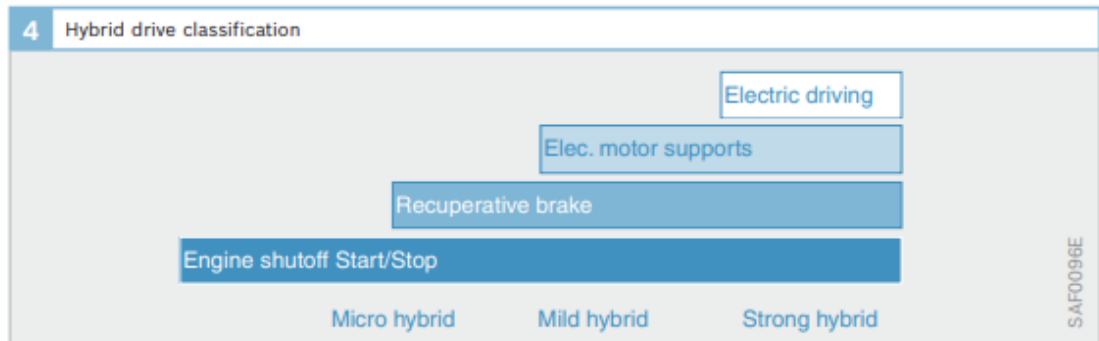 4 Hybrid drive classification
Electric driving
Elec. motor supports
Recuperative brake
Engine shutoff Start/Stop
Micro hybrid Mild hybrid Strong hybrid
SAF0096E